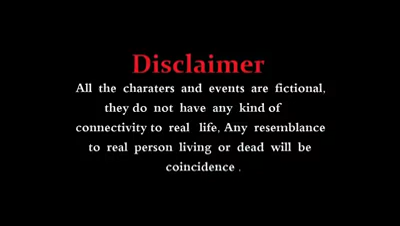 Disclaimer
All the charaters and events are fictional,
they do not have any kind of
connectivity to real life, Any resemblance
to real person living or dead will be
coincidence .